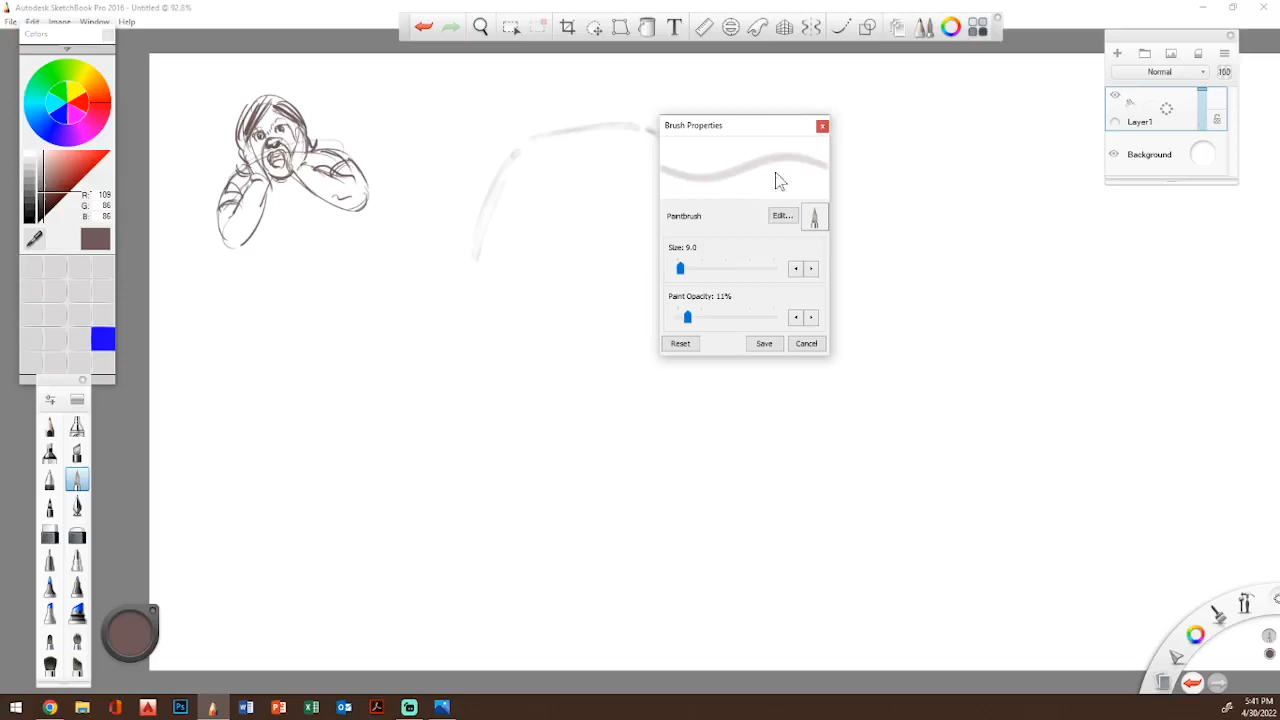 Autodesk SketchBook Pro 2016 - Untitled @ 92.8%
File Edit Image Window Help
Colors
R: 109
G: 86
B: 86
Brush Properties
Paintbrush
Edit...
Size: 9.0
Paint Opacity: 11%
Reset
Save
Cancel
Normal
100
Layer1
Background
5:41 PM
4/30/2022